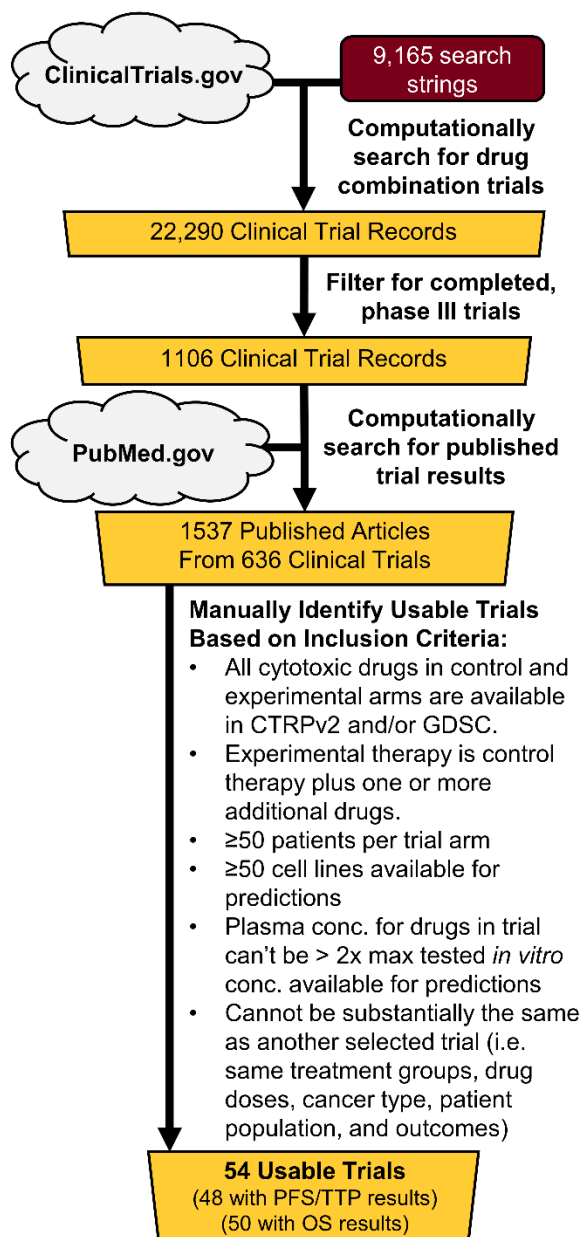 ClinicalTrials.gov
9,165 search
strings
Computationally
search for drug
combination trials
22,290 Clinical Trial Records
Filter for completed,
phase III trials
1106 Clinical Trial Records
PubMed.gov
Computationally
search for published
trial results
1537 Published Articles
From 636 Clinical Trials
Manually Identify Usable Trials
Based on Inclusion Criteria:
• All cytotoxic drugs in control and
experimental arms are available
in CTRPv2 and/or GDSC.
• Experimental therapy is control
therapy plus one or more
additional drugs.
• ≥50 patients per trial arm
• ≥50 cell lines available for
predictions
• Plasma conc. for drugs in trial
can't be > 2x max tested in vitro
conc. available for predictions
• Cannot be substantially the same
as another selected trial (i.e.
same treatment groups, drug
doses, cancer type, patient
population, and outcomes)
54 Usable Trials
(48 with PFS/TTP results)
(50 with OS results)